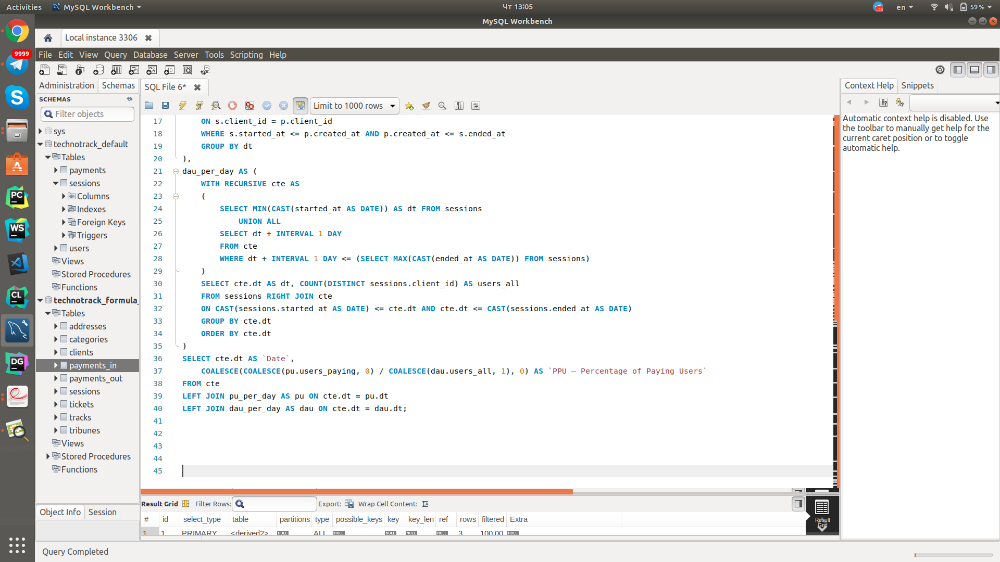 Activities MySQL Workbench Чт 13:05 en 59 %
MySQL Workbench
Local instance 3306
File Edit View Query Database Server Tools Scripting Help
Administration Schemas SQL File 6* Context Help Snippets
SCHEMAS
Filter objects
Limit to 1000 rows
Automatic context help is disabled. Use
the toolbar to manually get help for the
current caret position or to toggle
automatic help.
9999
sys
technotrack_default
Tables
payments
sessions
Columns
Indexes
Foreign Keys
Triggers
users
Views
Stored Procedures
Functions
technotrack_formula_
Tables
addresses
categories
clients
payments_in
payments_out
sessions
tickets
tracks
tribunes
Views
Stored Procedures
Functions
17 ON s.client_id = p.client_id
18 WHERE s.started_at <= p.created_at AND p.created_at <= s.ended_at
19 GROUP BY dt
20 ),
21 dau_per_day AS (
22 WITH RECURSIVE cte AS
23 (
24 SELECT MIN(CAST(started_at AS DATE)) AS dt FROM sessions
25 UNION ALL
26 SELECT dt + INTERVAL 1 DAY
27 FROM cte
28 WHERE dt + INTERVAL 1 DAY <= (SELECT MAX(CAST(ended_at AS DATE)) FROM sessions)
29 )
30 SELECT cte.dt AS dt, COUNT(DISTINCT sessions.client_id) AS users_all
31 FROM sessions RIGHT JOIN cte
32 ON CAST(sessions.started_at AS DATE) <= cte.dt AND cte.dt <= CAST(sessions.ended_at AS DATE)
33 GROUP BY cte.dt
34 ORDER BY cte.dt
35 )
36 SELECT cte.dt AS `Date`,
37 COALESCE(COALESCE(pu.users_paying, 0) / COALESCE(dau.users_all, 1), 0) AS `PPU – Percentage of Paying Users`
38 FROM cte
39 LEFT JOIN pu_per_day AS pu ON cte.dt = pu.dt
40 LEFT JOIN dau_per_day AS dau ON cte.dt = dau.dt;
41
42
43
44
45
Result Grid Filter Rows: Export: Wrap Cell Content:
# id select_type table partitions type possible_keys key key_len ref rows filtered Extra
1 1 PRIMARY <derived2> NULL ALL NULL NULL NULL NULL 3 100.00 NULL
Result
Grid
Object Info Session
Query Completed